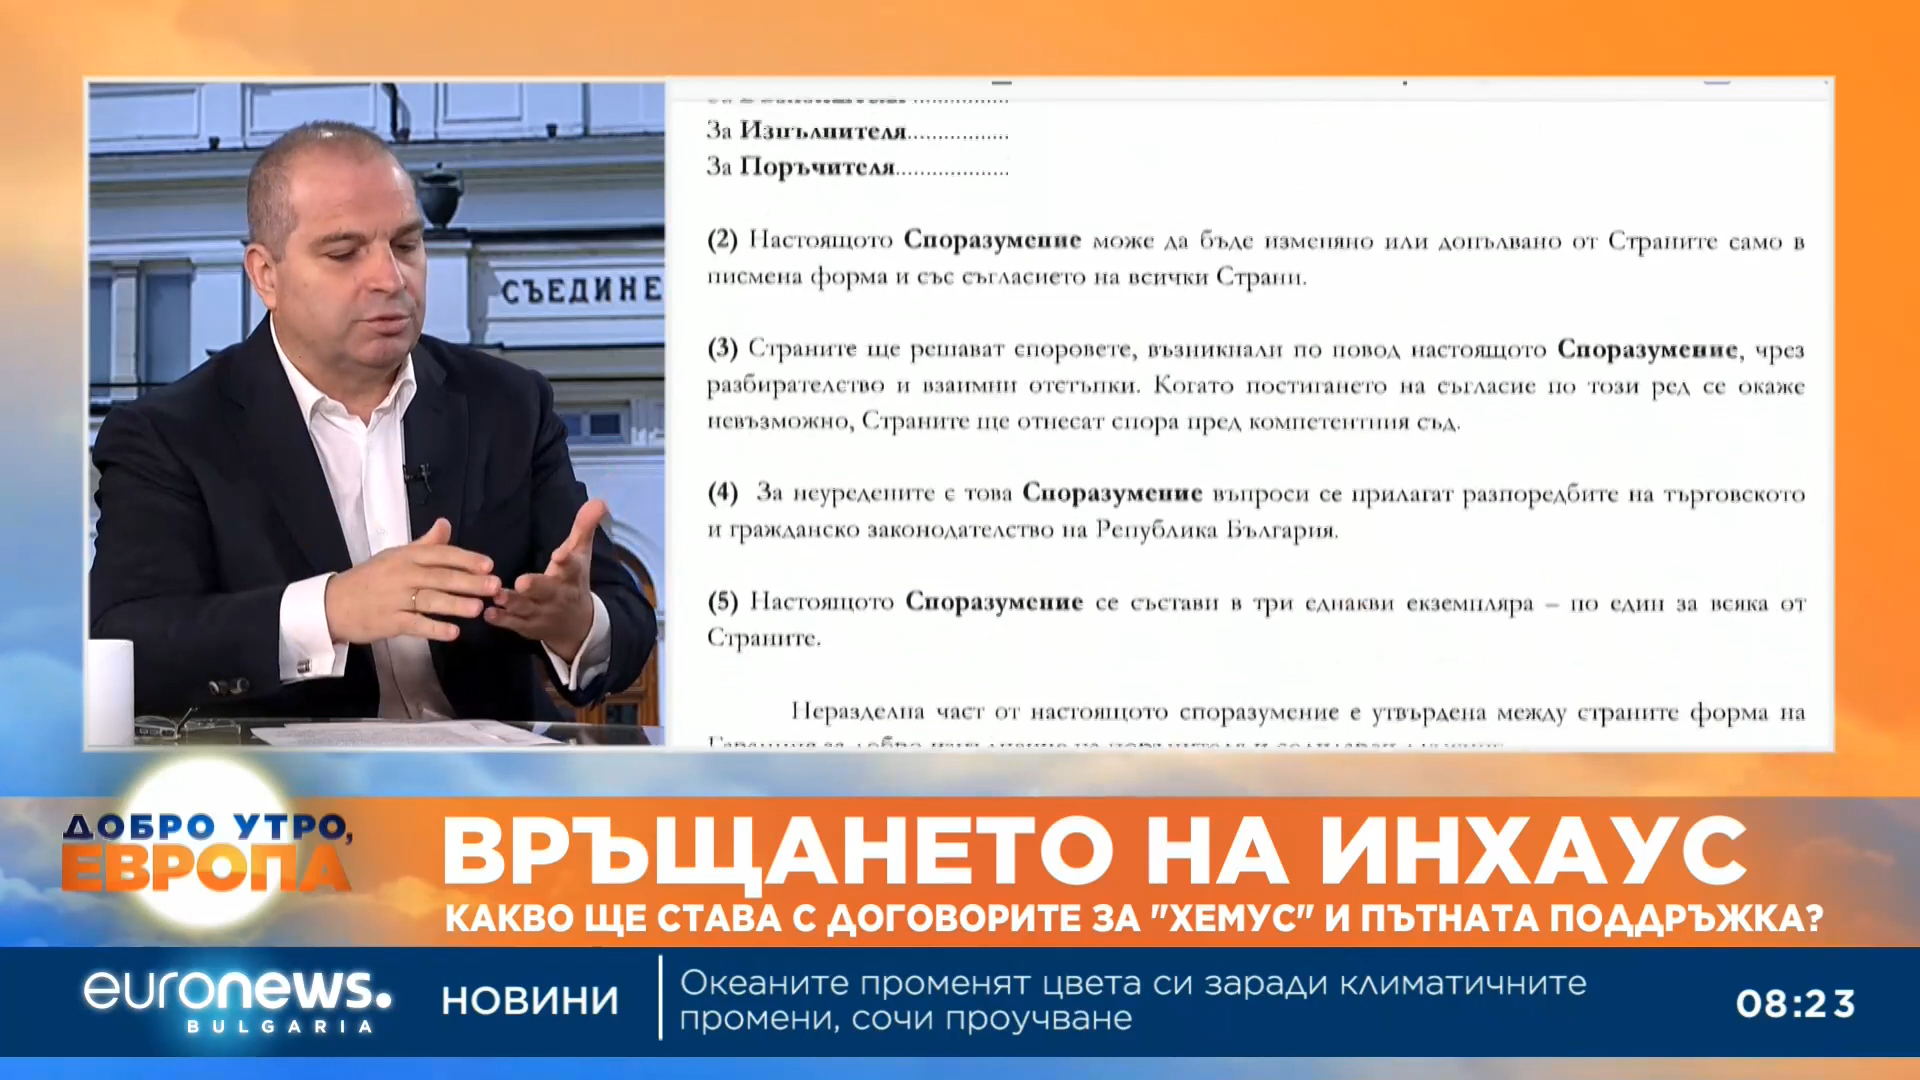 СЪЕДИНЕ
За Изпълнителя.................
За Поръчителя...................
(2) Настоящото Споразумение може да бъде изменяно или допълвано от Страните само в
писмена форма и със съгласието на всички Страни.
(3) Страните ще решават споровете, възникнали по повод настоящото Споразумение, чрез
разбирателство и взаимни отстъпки. Когато постигането на съгласие по този ред се окаже
невъзможно, Страните ще отнесат спора пред компетентния съд.
(4) За неуредените с това Споразумение въпроси се прилагат разпоредбите на търговското
и гражданско законодателство на Република България.
(5) Настоящото Споразумение се състави в три еднакви екземпляра – по един за всяка от
Страните.
Неразделна част от настоящото споразумение е утвърдена между страните форма на
ДОБРО УТРО,
ЕВРОПА
ВРЪЩАНЕТО НА ИНХАУС
КАКВО ЩЕ СТАВА С ДОГОВОРИТЕ ЗА "ХЕМУС" И ПЪТНАТА ПОДДРЪЖКА?
euronews.
BULGARIA
НОВИНИ
Океаните променят цвета си заради климатичните
промени, сочи проучване
08:23